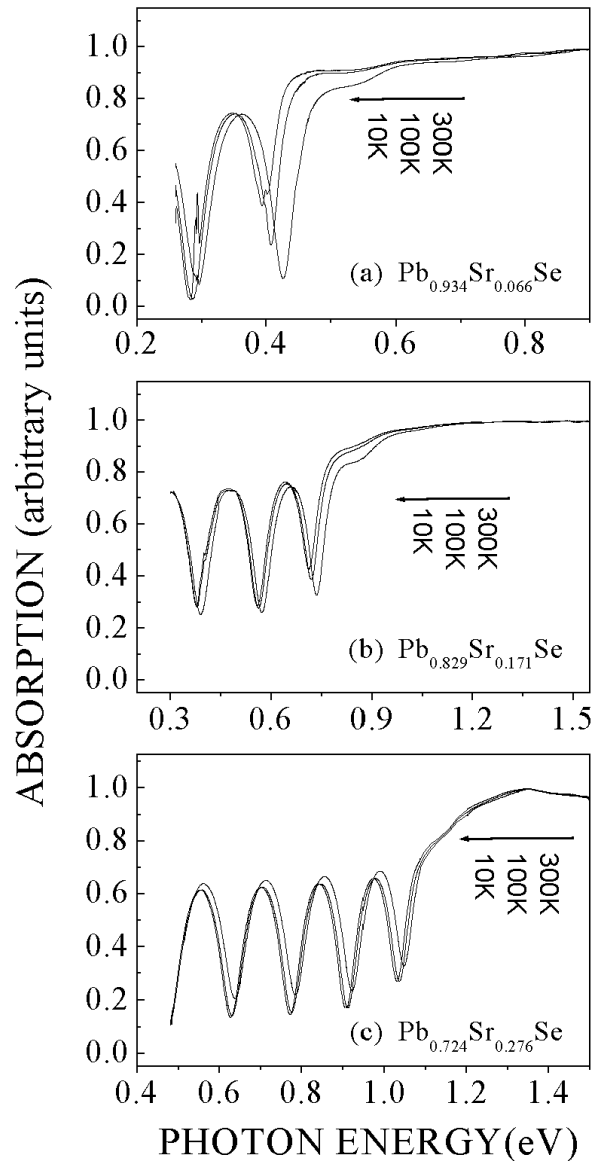 ABSORPTION (arbitrary units)
1.0
0.8
0.6
0.4
0.2
0.0
300K
100K
10K
(a) Pb0.934Sr0.066Se
0.2 0.4 0.6 0.8
1.0
0.8
0.6
0.4
0.2
0.0
300K
100K
10K
(b) Pb0.829Sr0.171Se
0.3 0.6 0.9 1.2 1.5
1.0
0.8
0.6
0.4
0.2
0.0
300K
100K
10K
(c) Pb0.724Sr0.276Se
0.4 0.6 0.8 1.0 1.2 1.4
PHOTON ENERGY(eV)